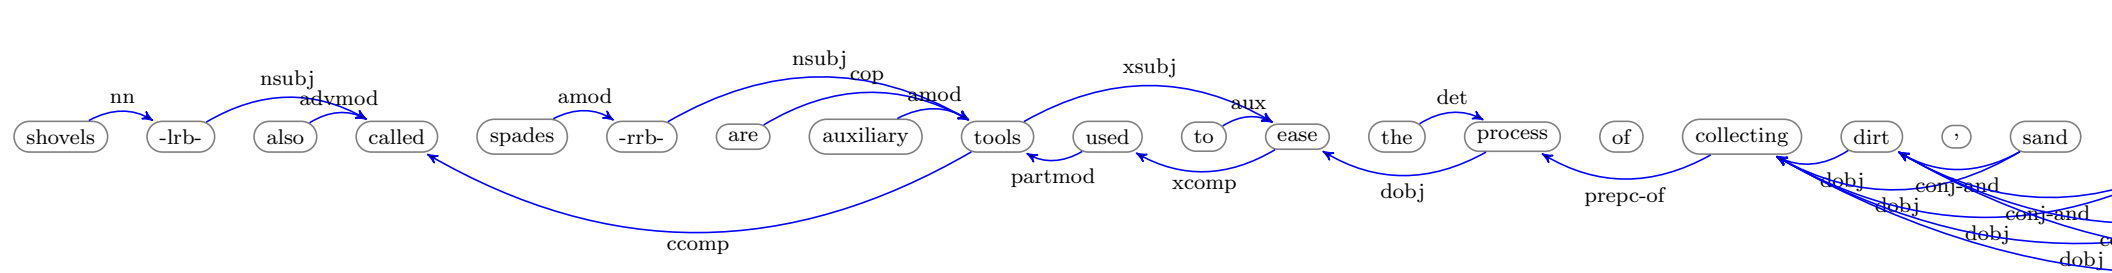 nsubj
cop
xsubj
nsubj
advmod
nn
amod
amod
aux
det
shovels -lrb- also called spades -rrb- are auxiliary tools used to ease the process of collecting dirt , sand
partmod
xcomp
dobj
prepc-of
dobj
conj-and
dobj
conj-and
dobj
dobj
ccomp